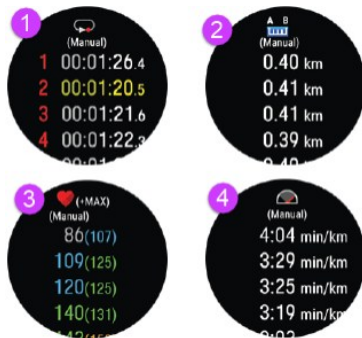 1
(Manual)
1 00:01:26.4
2 00:01:20.5
3 00:01:21.6
4 00:01:22.3
2
A B
(Manual)
0.40 km
0.41 km
0.41 km
0.39 km
3
(+MAX)
(Manual)
86(107)
109(125)
120(125)
140(131)
4
(Manual)
4:04 min/km
3:29 min/km
3:25 min/km
3:19 min/km